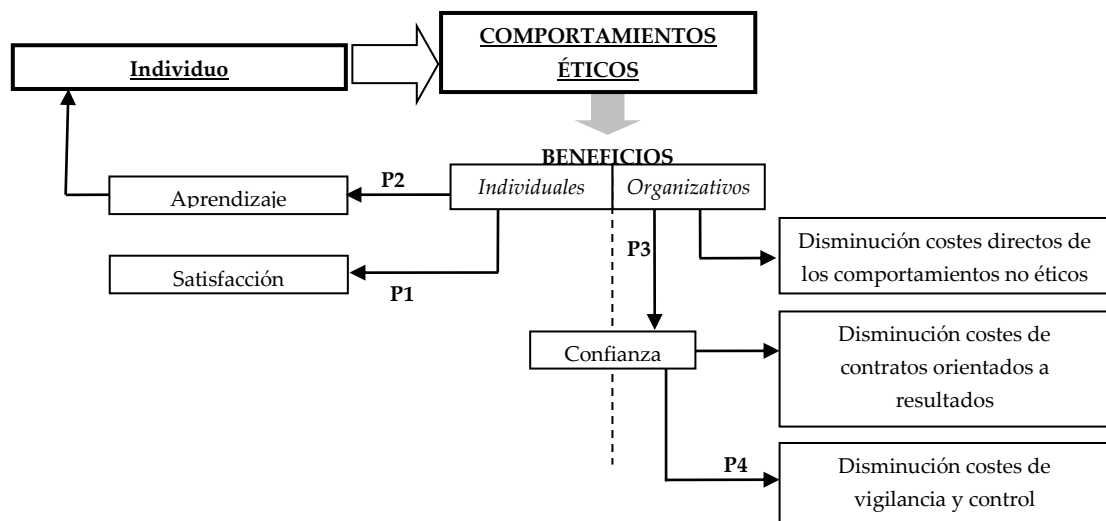 COMPORTAMIENTOS
ÉTICOS
Individuo
BENEFICIOS
Individuales
Organizativos
P2
Aprendizaje
P3
Disminución costes directos de
los comportamientos no éticos
Satisfacción
P1
Confianza
Disminución costes de
contratos orientados a
resultados
P4
Disminución costes de
vigilancia y control